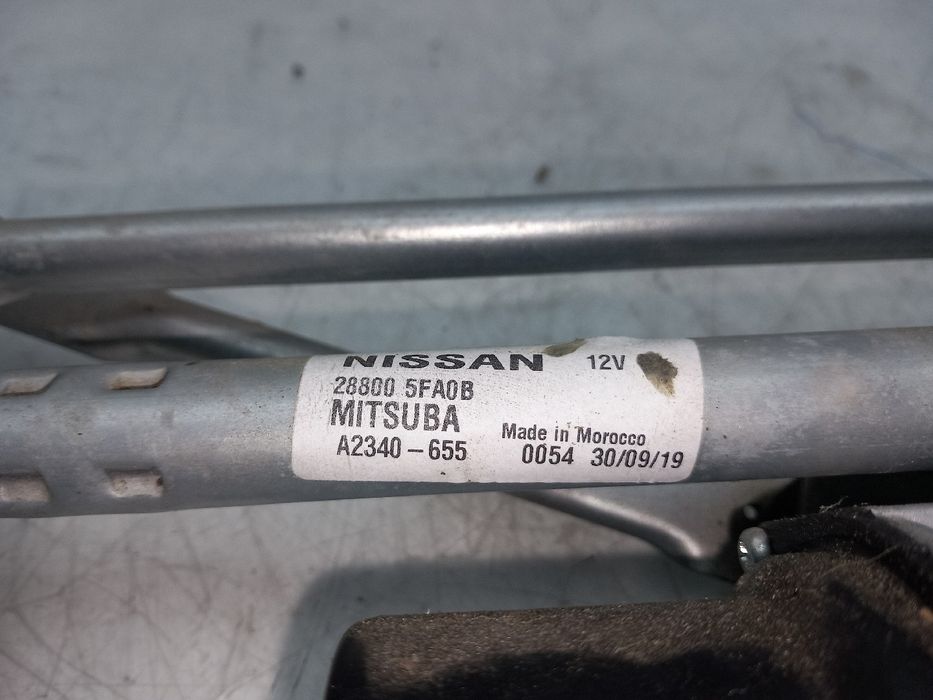 NISSAN 12V
28800 5FA0B
MITSUBA
A2340-655
Made in Morocco
0054 30/09/19